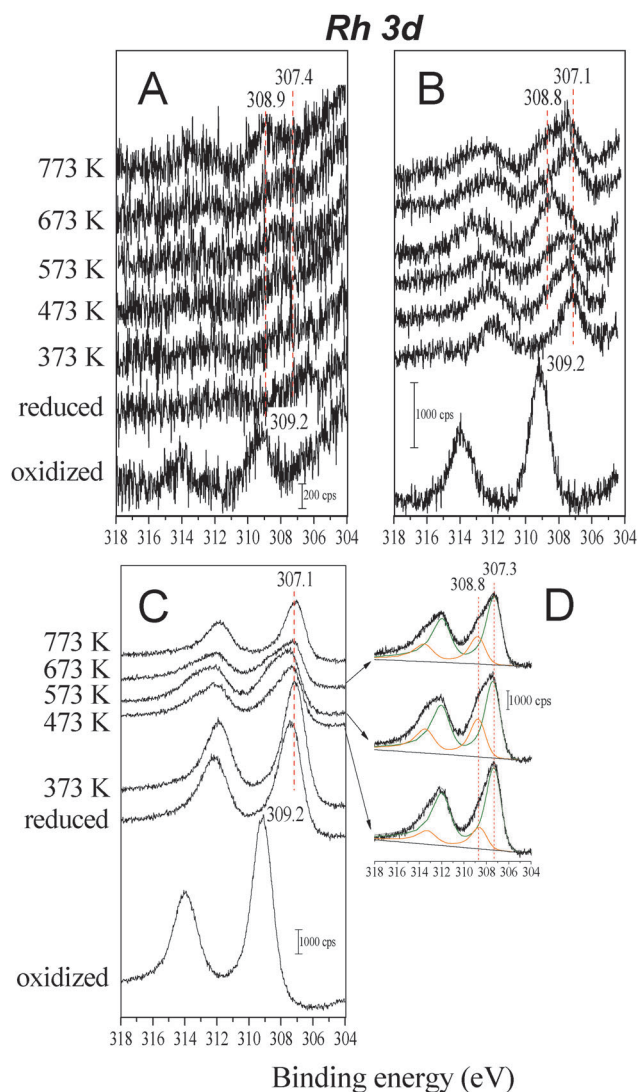 Rh 3d
A
307.4
308.9
773 K
673 K
573 K
473 K
373 K
reduced
oxidized
309.2
200 cps
318 316 314 312 310 308 306 304
B
307.1
308.8
309.2
1000 cps
318 316 314 312 310 308 306 304
C
307.1
773 K
673 K
573 K
473 K
373 K
reduced
309.2
1000 cps
oxidized
318 316 314 312 310 308 306 304
D
307.3
308.8
1000 cps
318 316 314 312 310 308 306 304
Binding energy (eV)